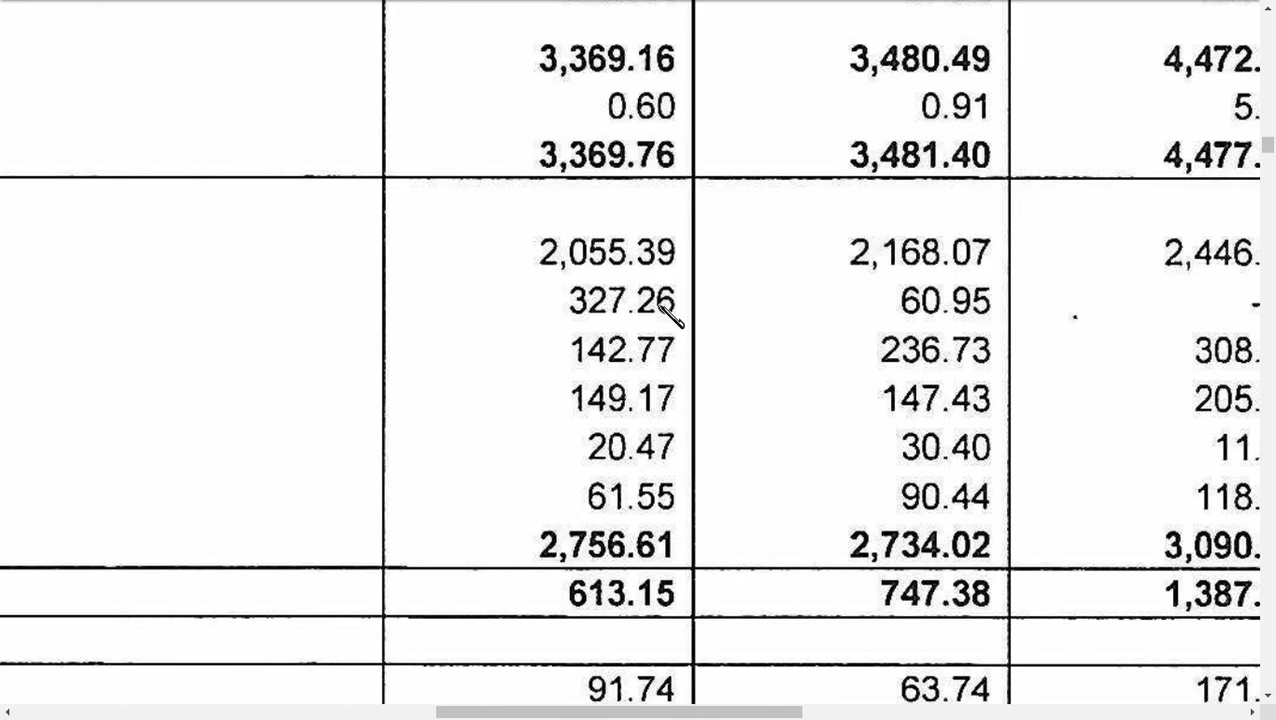 3,369.16 3,480.49 4,472.
0.60 0.91 5.
3,369.76 3,481.40 4,477.
2,055.39 2,168.07 2,446.
327.26 60.95 -
142.77 236.73 308.
149.17 147.43 205.
20.47 30.40 11.
61.55 90.44 118.
2,756.61 2,734.02 3,090.
613.15 747.38 1,387.
91.74 63.74 171.